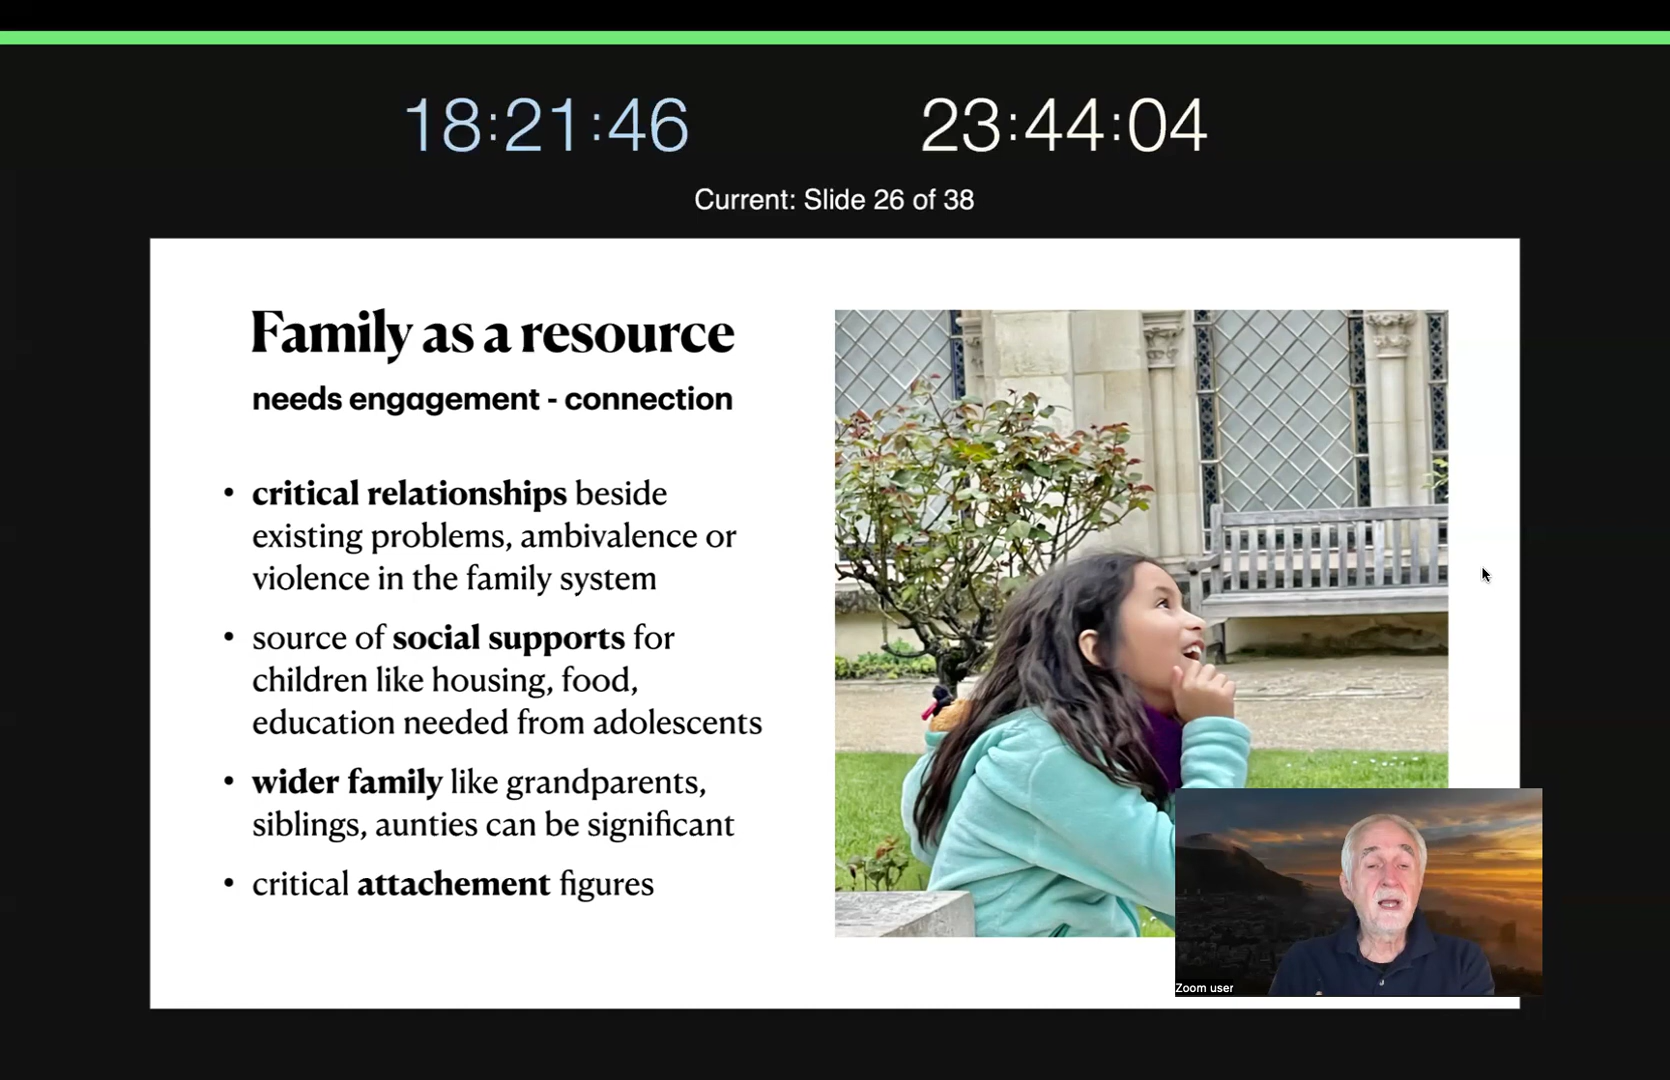 18:21:46
23:44:04
Current: Slide 26 of 38
Family as a resource
needs engagement - connection
• critical relationships beside
existing problems, ambivalence or
violence in the family system
• source of social supports for
children like housing, food,
education needed from adolescents
• wider family like grandparents,
siblings, aunties can be significant
• critical attachement figures
Zoom user